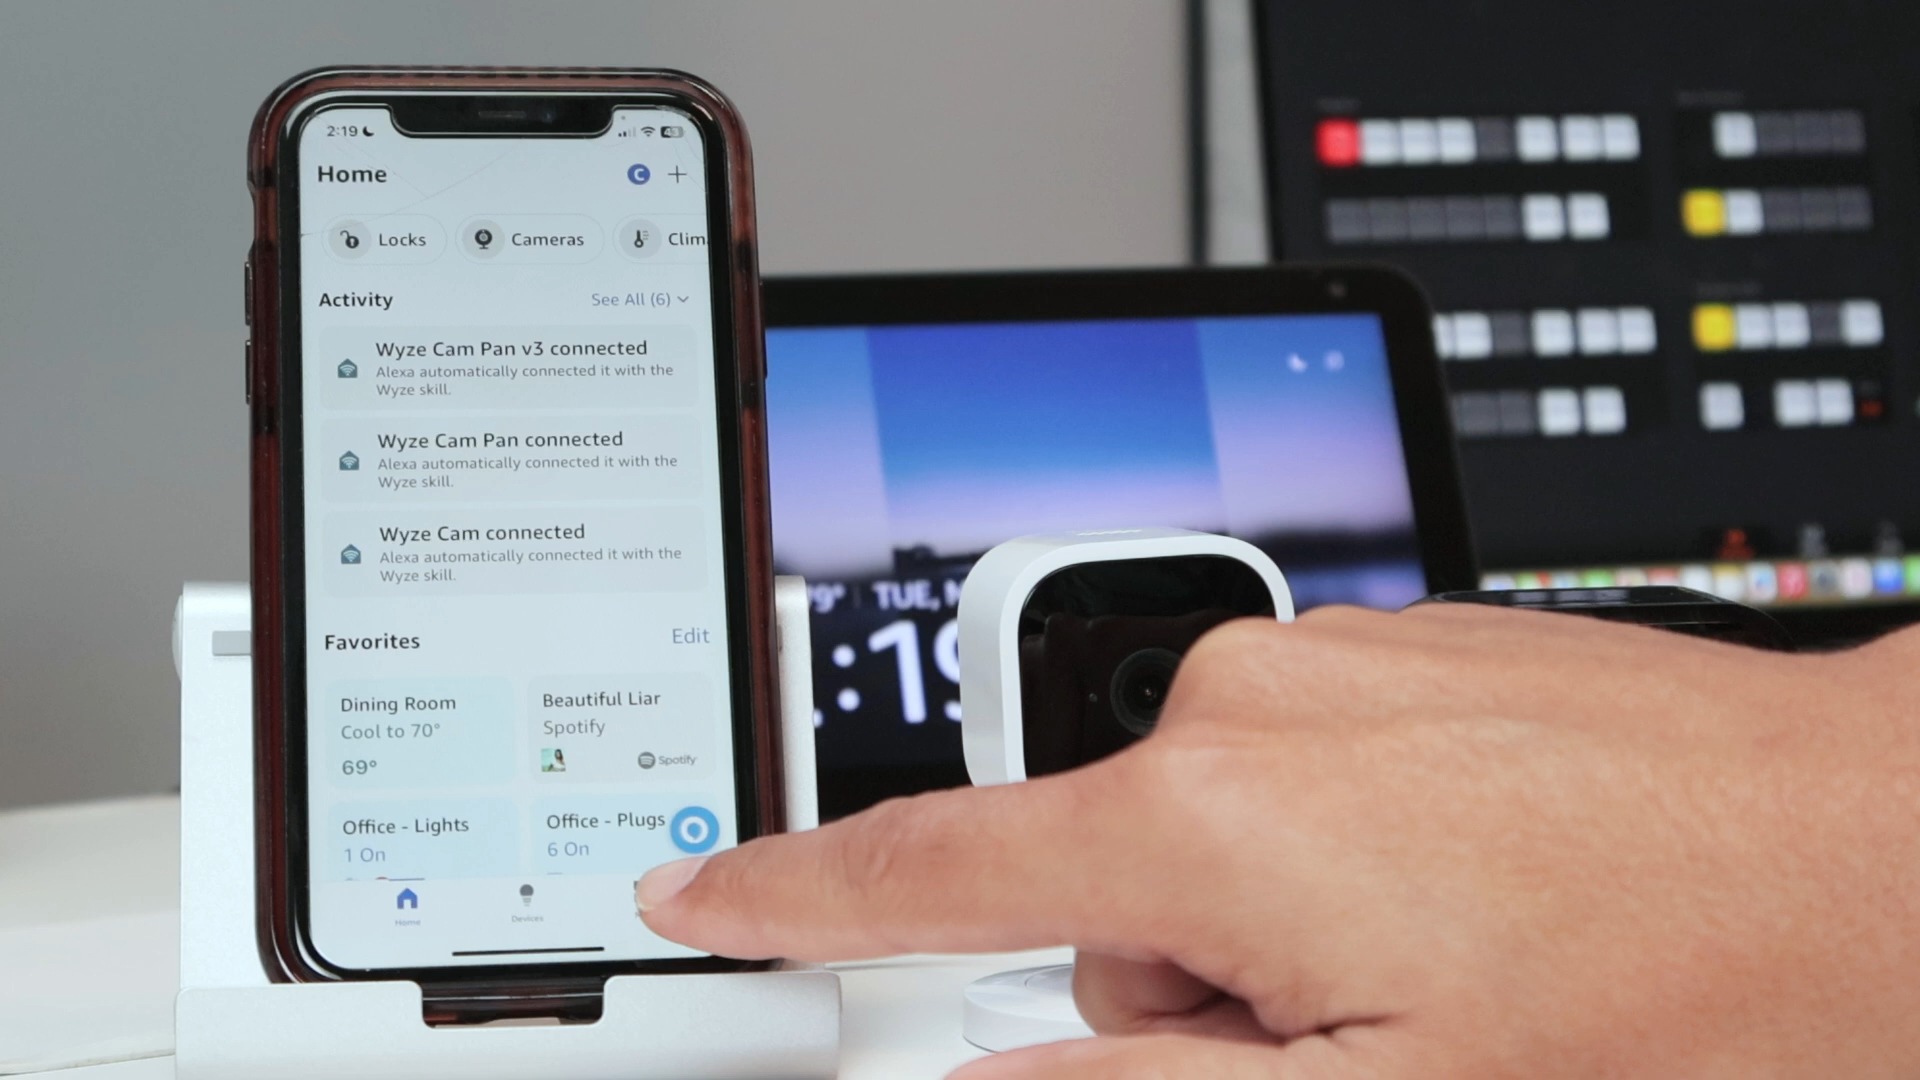 2:19
43
Home
C
Locks
Cameras
Clim
Activity
See All (6)
Wyze Cam Pan v3 connected
Alexa automatically connected it with the
Wyze skill.
Wyze Cam Pan connected
Alexa automatically connected it with the
Wyze skill.
Wyze Cam connected
Alexa automatically connected it with the
Wyze skill.
Favorites
Edit
Dining Room
Cool to 70°
69°
Beautiful Liar
Spotify
Spotify
Office - Lights
1 On
Office - Plugs
6 On
Home
Devices
9° TUE,
:19